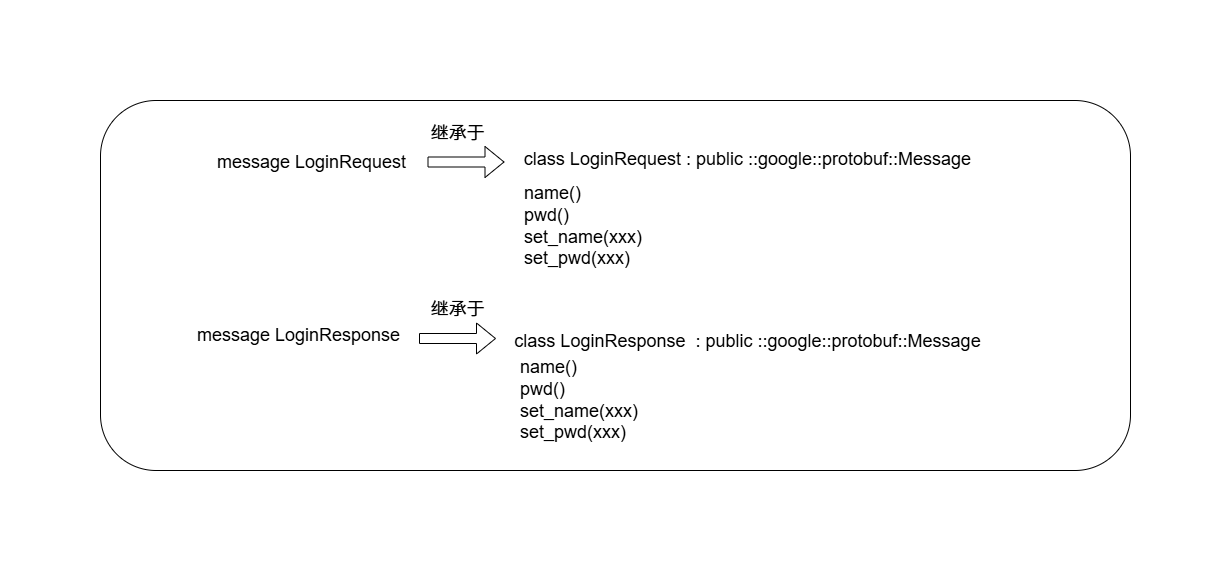 继承于
message LoginRequest
class LoginRequest : public ::google::protobuf::Message
name()
pwd()
set_name(xxx)
set_pwd(xxx)
继承于
message LoginResponse
class LoginResponse : public ::google::protobuf::Message
name()
pwd()
set_name(xxx)
set_pwd(xxx)